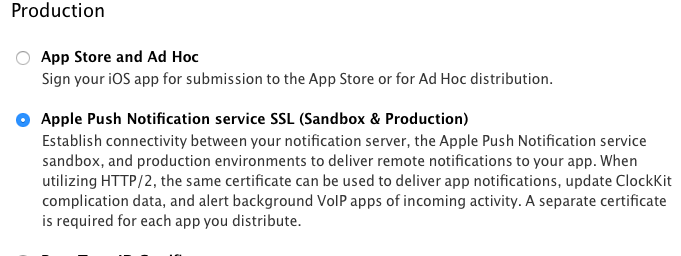 Production
App Store and Ad Hoc
Sign your iOS app for submission to the App Store or for Ad Hoc distribution.
Apple Push Notification service SSL (Sandbox & Production)
Establish connectivity between your notification server, the Apple Push Notification service
sandbox, and production environments to deliver remote notifications to your app. When
utilizing HTTP/2, the same certificate can be used to deliver app notifications, update ClockKit
complication data, and alert background VoIP apps of incoming activity. A separate certificate
is required for each app you distribute.